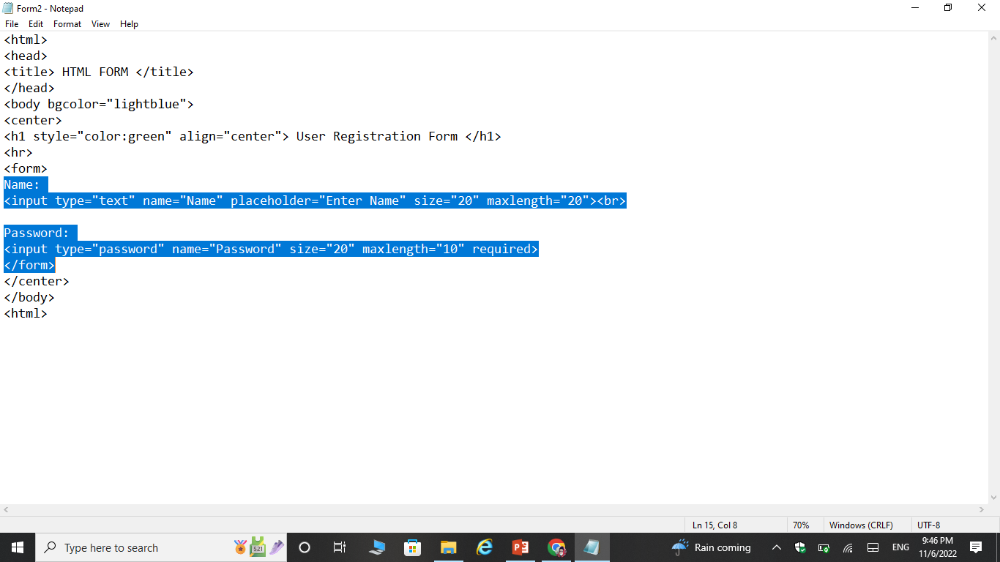 Form2 - Notepad
File Edit Format View Help
<html>
<head>
<title> HTML FORM </title>
</head>
<body bgcolor="lightblue">
<center>
<h1 style="color:green" align="center"> User Registration Form </h1>
<hr>
<form>
Name:
<input type="text" name="Name" placeholder="Enter Name" size="20" maxlength="20"><br>
Password:
<input type="password" name="Password" size="20" maxlength="10" required>
</form>
</center>
</body>
<html>
Ln 15, Col 8 70% Windows (CRLF) UTF-8
Type here to search 521 Rain coming ENG 9:46 PM
11/6/2022